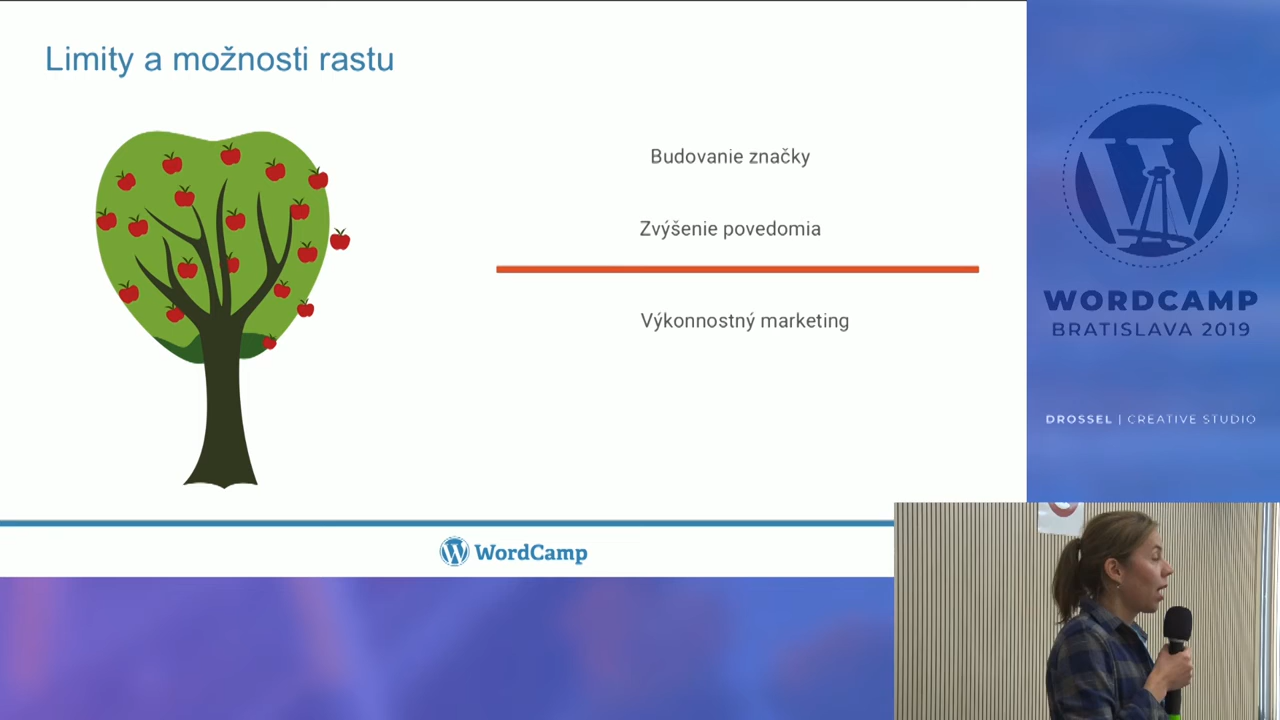 Limity a možnosti rastu
Budovanie značky
Zvýšenie povedomia
Výkonnostný marketing
WordCamp
WORDCAMP
BRATISLAVA 2019
DROSSEL | CREATIVE STUDIO